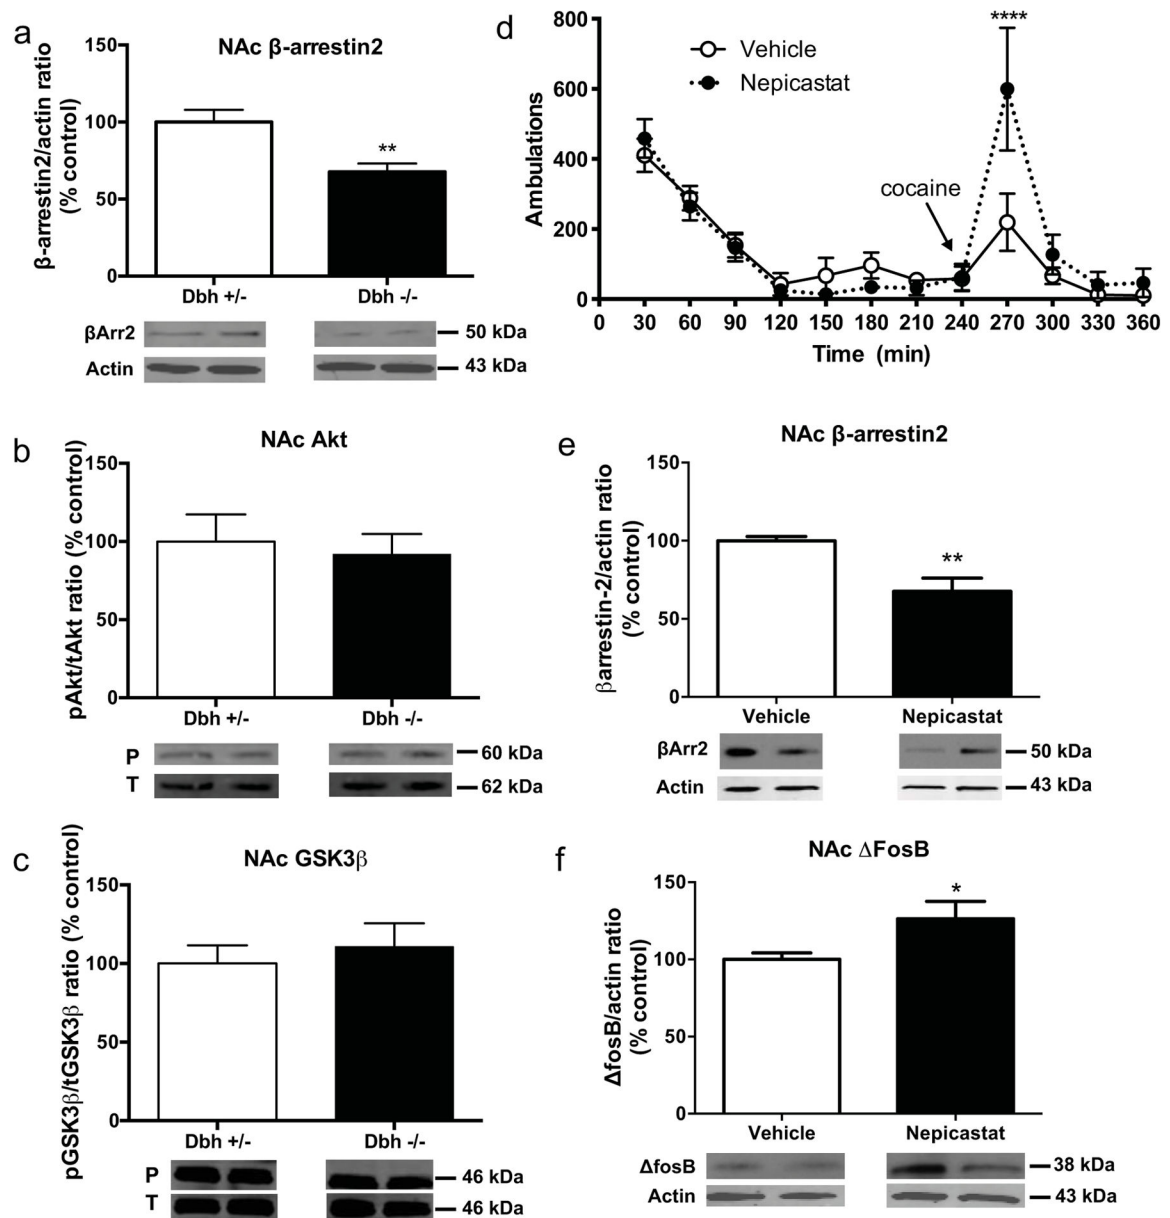 a
NAc β-arrestin2
β-arrestin2/actin ratio
(% control)
150
100
50
0
**
Dbh +/-
Dbh -/-
βArr2
50 kDa
Actin
43 kDa
b
NAc Akt
pAkt/tAkt ratio (% control)
150
100
50
0
Dbh +/-
Dbh -/-
P
60 kDa
T
62 kDa
c
NAc GSK3β
pGSK3β/tGSK3β ratio (% control)
150
100
50
0
Dbh +/-
Dbh -/-
P
46 kDa
T
46 kDa
d
Ambulations
800
600
400
200
0
Vehicle
Nepicastat
cocaine
****
0 30 60 90 120 150 180 210 240 270 300 330 360
Time (min)
e
NAc β-arrestin2
βarrestin-2/actin ratio
(% control)
150
100
50
0
**
Vehicle
Nepicastat
βArr2
50 kDa
Actin
43 kDa
f
NAc ΔFosB
ΔfosB/actin ratio
(% control)
150
100
50
0
*
Vehicle
Nepicastat
ΔfosB
38 kDa
Actin
43 kDa